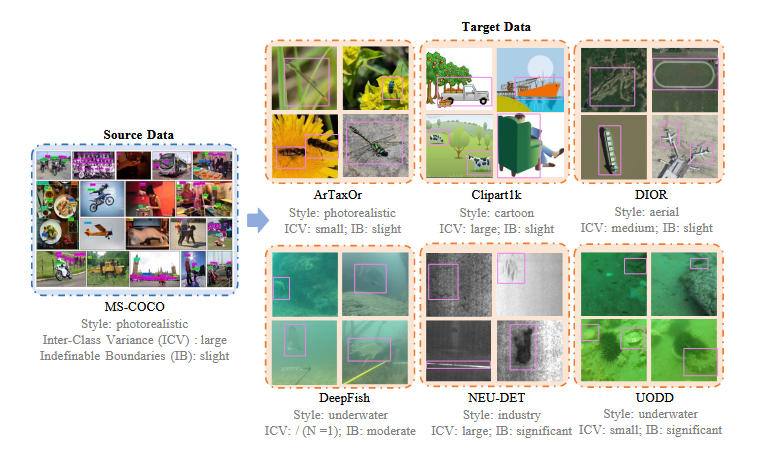 Target Data
Source Data
MS-COCO
Style: photorealistic
Inter-Class Variance (ICV) : large
Indefinable Boundaries (IB): slight
ArTaxOr
Style: photorealistic
ICV: small; IB: slight
Clipart1k
Style: cartoon
ICV: large; IB: slight
DIOR
Style: aerial
ICV: medium; IB: slight
DeepFish
Style: underwater
ICV: / (N =1); IB: moderate
NEU-DET
Style: industry
ICV: large; IB: significant
UODD
Style: underwater
ICV: small; IB: significant